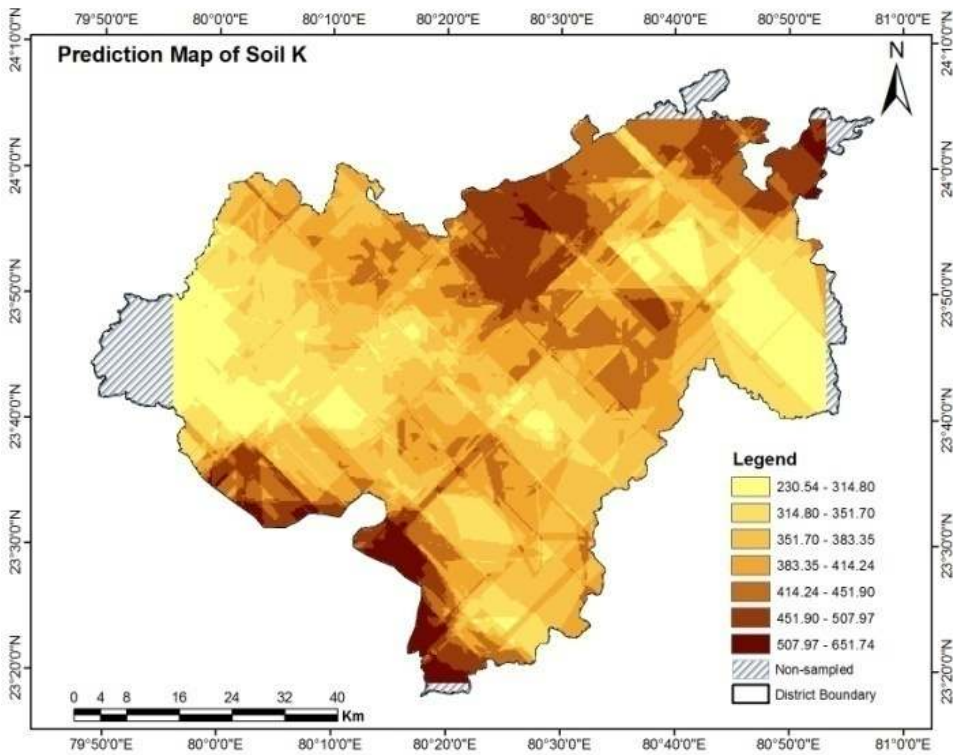 79°50'0"E 80°0'0"E 80°10'0"E 80°20'0"E 80°30'0"E 80°40'0"E 80°50'0"E 81°0'0"E
Prediction Map of Soil K
N
24°10'0"N 24°10'0"N
24°0'0"N 24°0'0"N
23°50'0"N 23°50'0"N
23°40'0"N 23°40'0"N
23°30'0"N 23°30'0"N
23°20'0"N 23°20'0"N
Legend
230.54 - 314.80
314.80 - 351.70
351.70 - 383.35
383.35 - 414.24
414.24 - 451.90
451.90 - 507.97
507.97 - 651.74
Non-sampled
District Boundary
0 4 8 16 24 32 40
Km
79°50'0"E 80°0'0"E 80°10'0"E 80°20'0"E 80°30'0"E 80°40'0"E 80°50'0"E 81°0'0"E